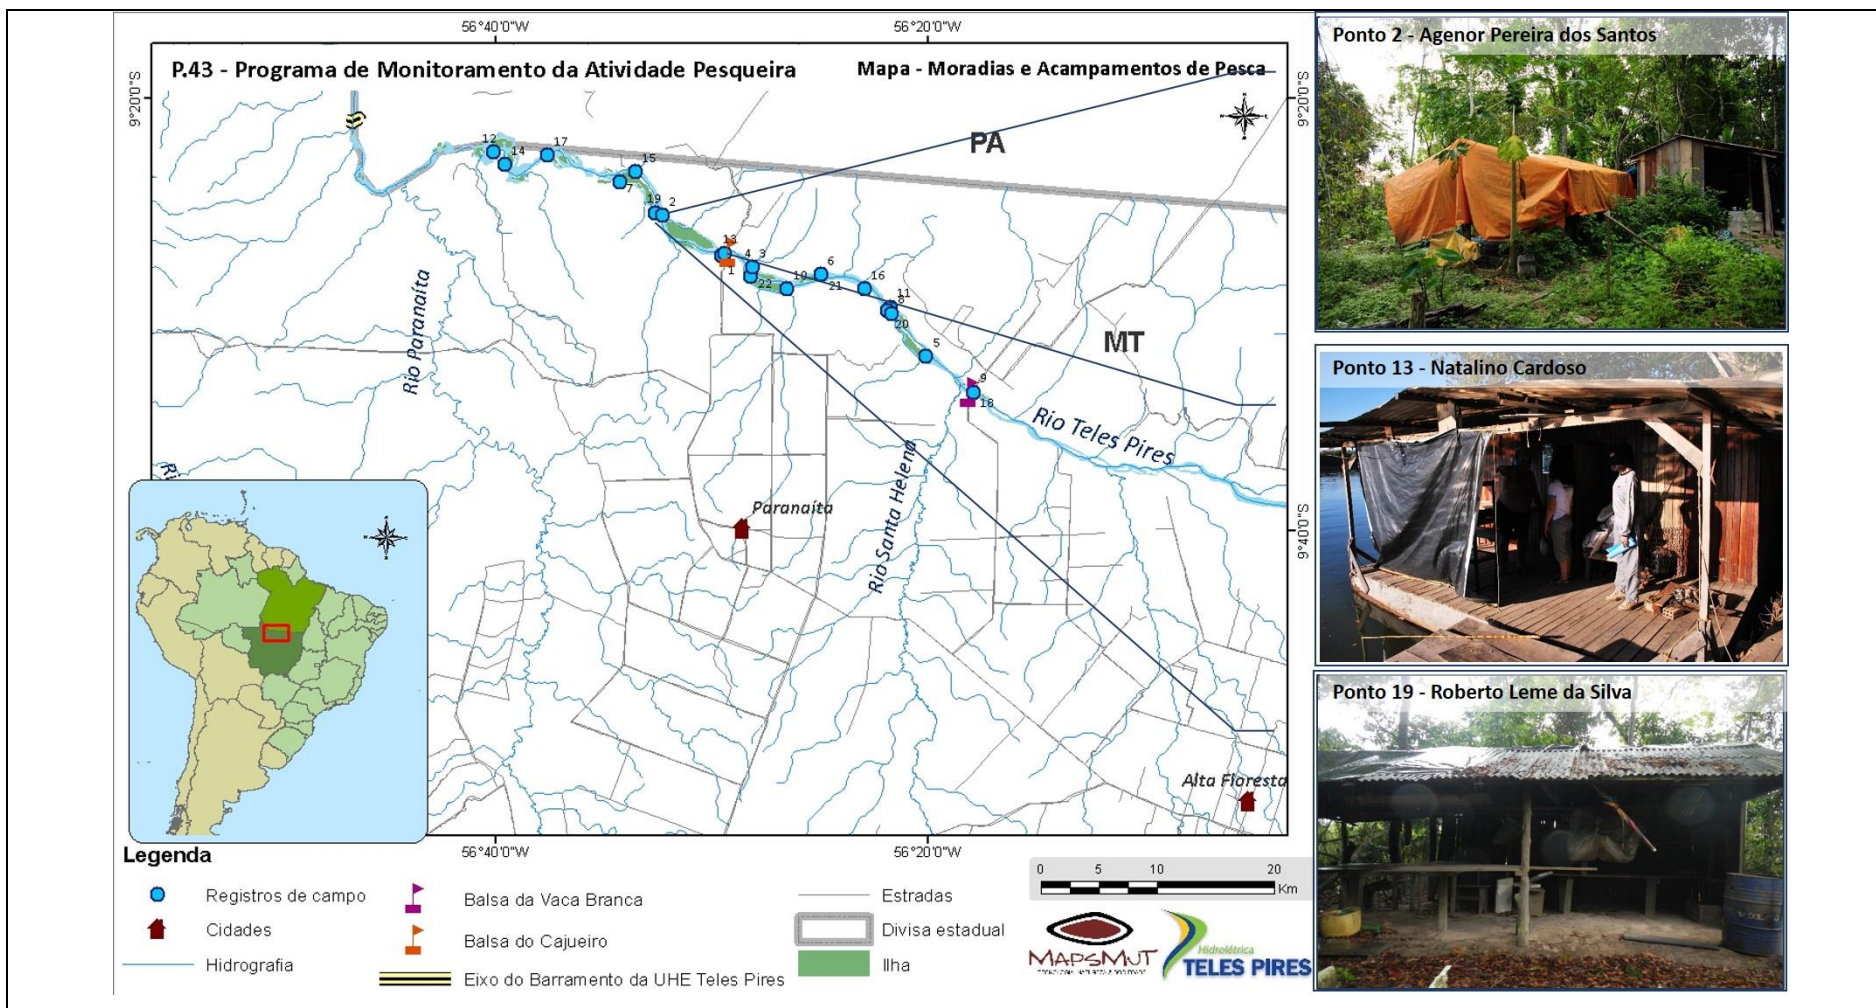 56°40'0"W
56°20'0"W
P.43 - Programa de Monitoramento da Atividade Pesqueira
Mapa - Moradias e Acampamentos de Pesca
9°20'0"S
9°20'0"S
PA
12
14
17
15
7
19
2
13
1
4
3
22
10
6
21
16
11
8
20
5
9
18
MT
Rio Paranaíta
Rio Teles Pires
Rio Santa Helena
Paranaíta
9°40'0"S
Alta Floresta
56°40'0"W
56°20'0"W
Legenda
Registros de campo
Cidades
Hidrografia
Balsa da Vaca Branca
Balsa do Cajueiro
Eixo do Barramento da UHE Teles Pires
Estradas
Divisa estadual
Ilha
0 5 10 20
Km
MAPSMUT
Hidrolétrica
TELES PIRES
Ponto 2 - Agenor Pereira dos Santos
Ponto 13 - Natalino Cardoso
Ponto 19 - Roberto Leme da Silva